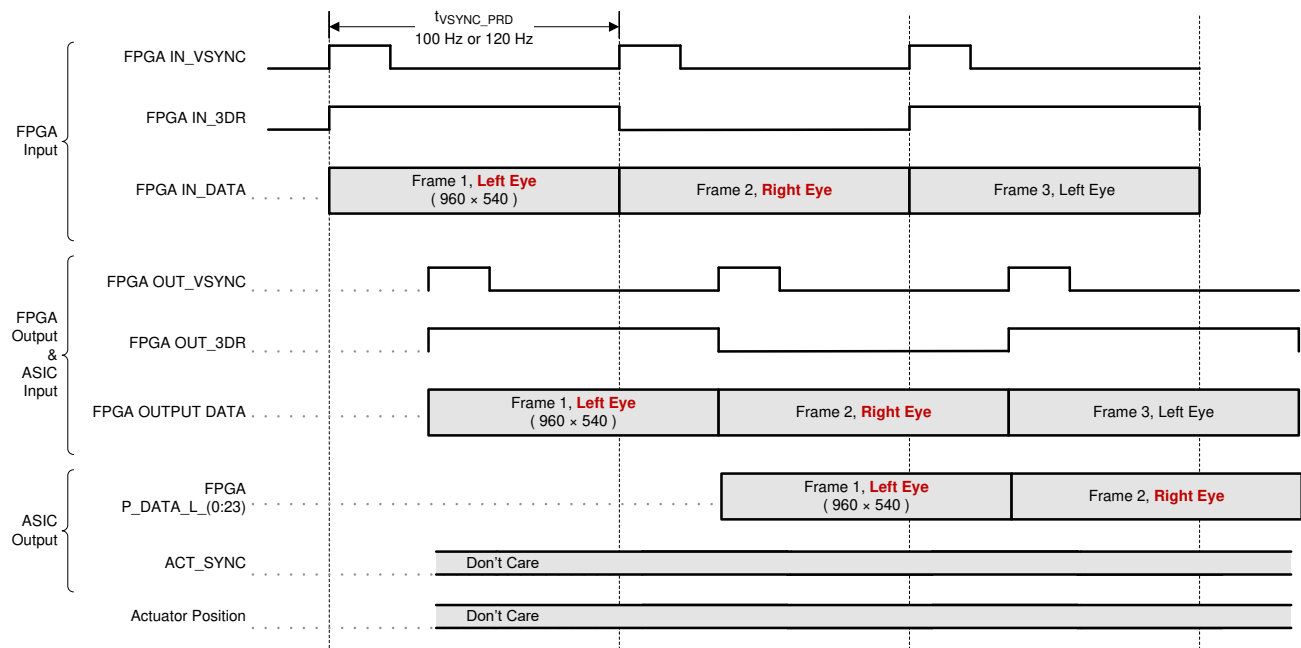 tVSYNC_PRD
100 Hz or 120 Hz
FPGA IN_VSYNC
FPGA IN_3DR
FPGA
Input
FPGA IN_DATA
Frame 1, Left Eye
( 960 × 540 )
Frame 2, Right Eye
Frame 3, Left Eye
FPGA OUT_VSYNC
FPGA
Output
&
ASIC
Input
FPGA OUT_3DR
FPGA OUTPUT DATA
Frame 1, Left Eye
( 960 × 540 )
Frame 2, Right Eye
Frame 3, Left Eye
FPGA
P_DATA_L_(0:23)
Frame 1, Left Eye
( 960 × 540 )
Frame 2, Right Eye
ASIC
Output
ACT_SYNC
Don't Care
Actuator Position
Don't Care